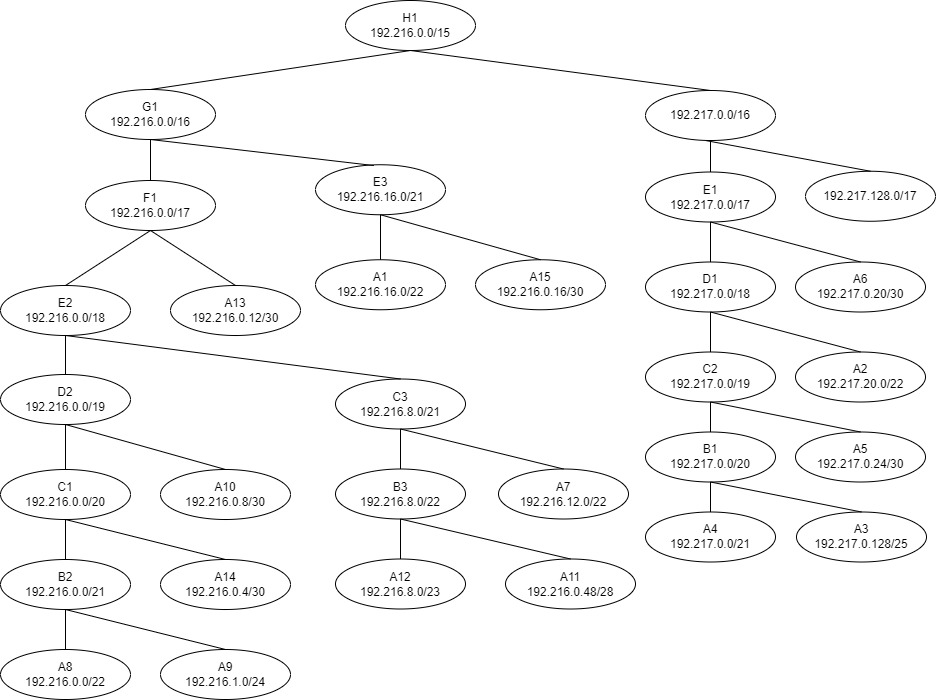 H1
192.216.0.0/15
G1
192.216.0.0/16
192.217.0.0/16
F1
192.216.0.0/17
E3
192.216.16.0/21
E1
192.217.0.0/17
192.217.128.0/17
E2
192.216.0.0/18
A13
192.216.0.12/30
A1
192.216.16.0/22
A15
192.216.0.16/30
D1
192.217.0.0/18
A6
192.217.0.20/30
D2
192.216.0.0/19
C3
192.216.8.0/21
C2
192.217.0.0/19
A2
192.217.20.0/22
C1
192.216.0.0/20
A10
192.216.0.8/30
B3
192.216.8.0/22
A7
192.216.12.0/22
B1
192.217.0.0/20
A5
192.217.0.24/30
A4
192.217.0.0/21
A3
192.217.0.128/25
B2
192.216.0.0/21
A14
192.216.0.4/30
A12
192.216.8.0/23
A11
192.216.0.48/28
A8
192.216.0.0/22
A9
192.216.1.0/24